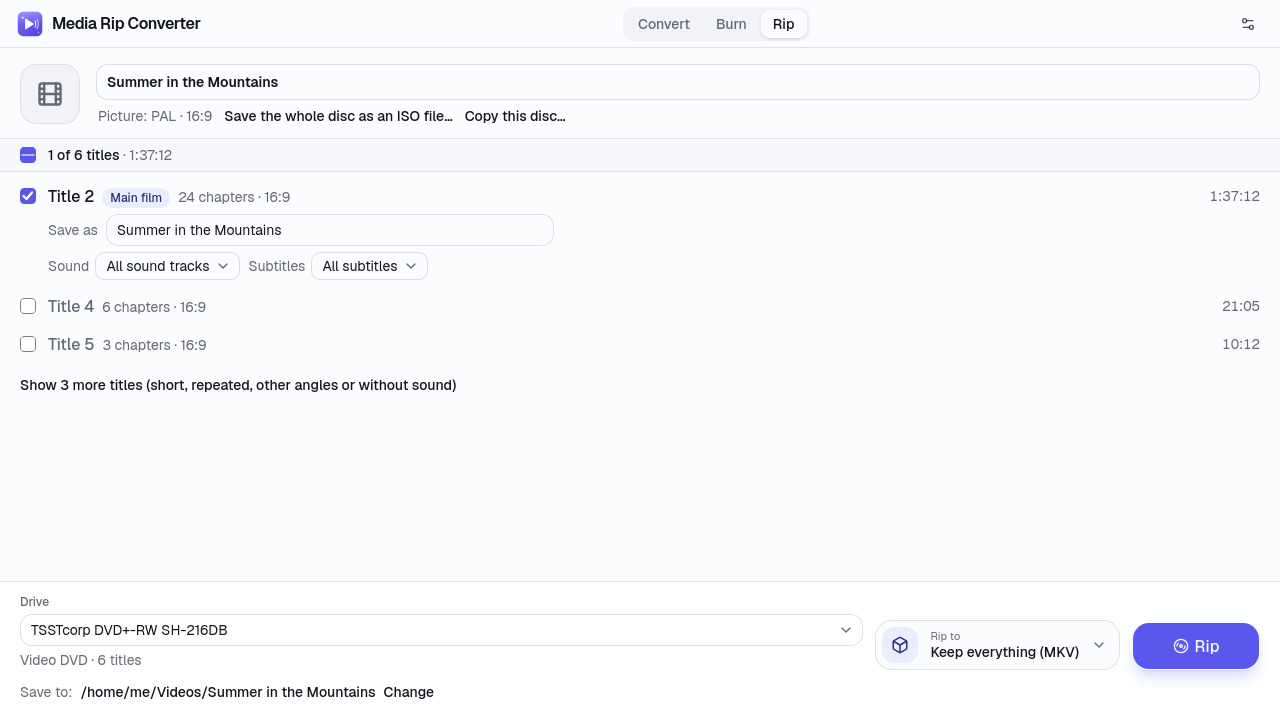 Media Rip Converter
Convert Burn Rip
Summer in the Mountains
Picture: PAL · 16:9 Save the whole disc as an ISO file... Copy this disc...
1 of 6 titles · 1:37:12
Title 2 Main film 24 chapters · 16:9 1:37:12
Save as Summer in the Mountains
Sound All sound tracks Subtitles All subtitles
Title 4 6 chapters · 16:9 21:05
Title 5 3 chapters · 16:9 10:12
Show 3 more titles (short, repeated, other angles or without sound)
Drive
TSSTcorp DVD+-RW SH-216DB
Video DVD · 6 titles
Rip to
Keep everything (MKV)
Rip
Save to: /home/me/Videos/Summer in the Mountains Change